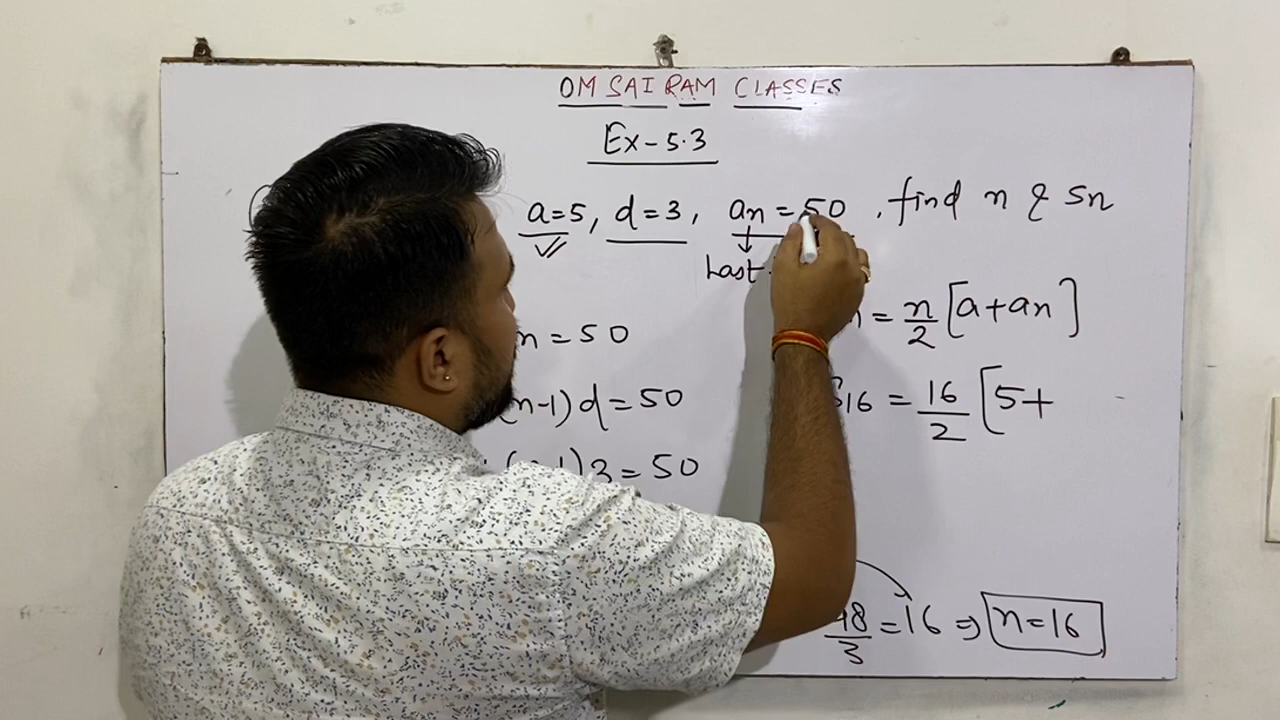 OM SAI RAM CLASSES
Ex-5.3
a=5, d=3, an=50, find n & Sn
Last
n=50
(n-1)d=50
(n-1)3=50
= n/2 [a+an]
S16 = 16/2 [5+
48/3 =16 ⇒ n=16